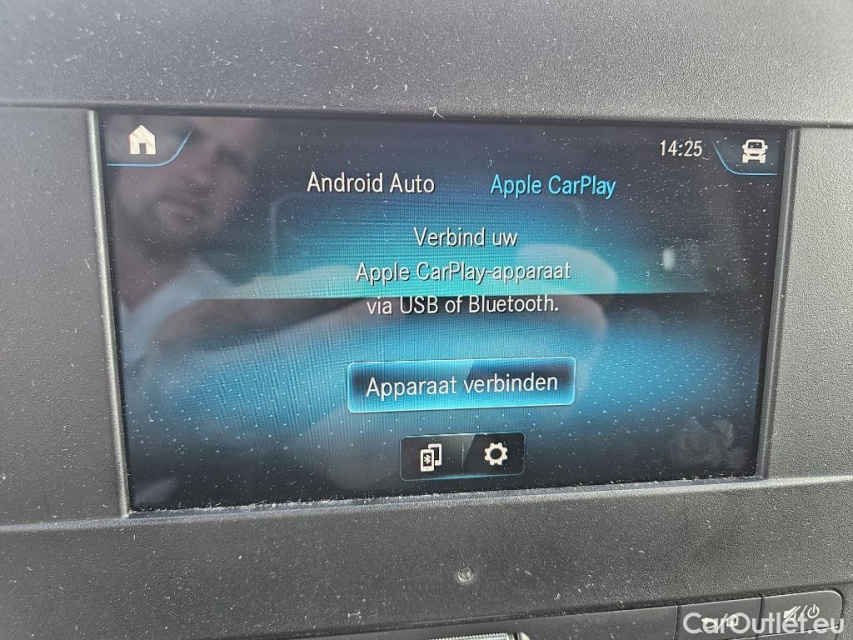 14:25
Android Auto Apple CarPlay
Verbind uw
Apple CarPlay-apparaat
via USB of Bluetooth.
Apparaat verbinden
CarOutlet.eu